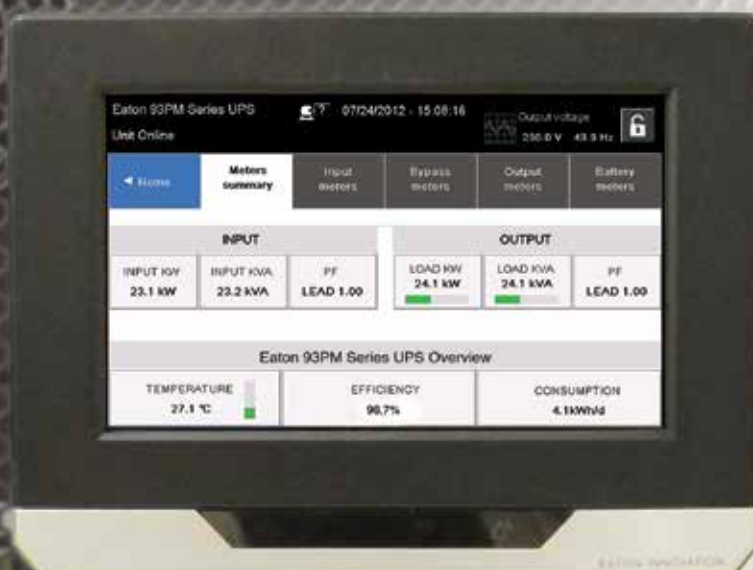 Eaton 93PM Series UPS
07/24/2012 - 15:08:16
Output voltage
Unit Online
Home
Meters summary
Input meters
Bypass meters
Output meters
Battery meters
INPUT
OUTPUT
INPUT KW
23.1 kW
INPUT KVA
23.2 kVA
PF
LEAD 1.00
LOAD KW
24.1 kW
LOAD KVA
24.1 kVA
PF
LEAD 1.00
Eaton 93PM Series UPS Overview
TEMPERATURE
27.1 °C
EFFICIENCY
CONSUMPTION
4.1kWh/d